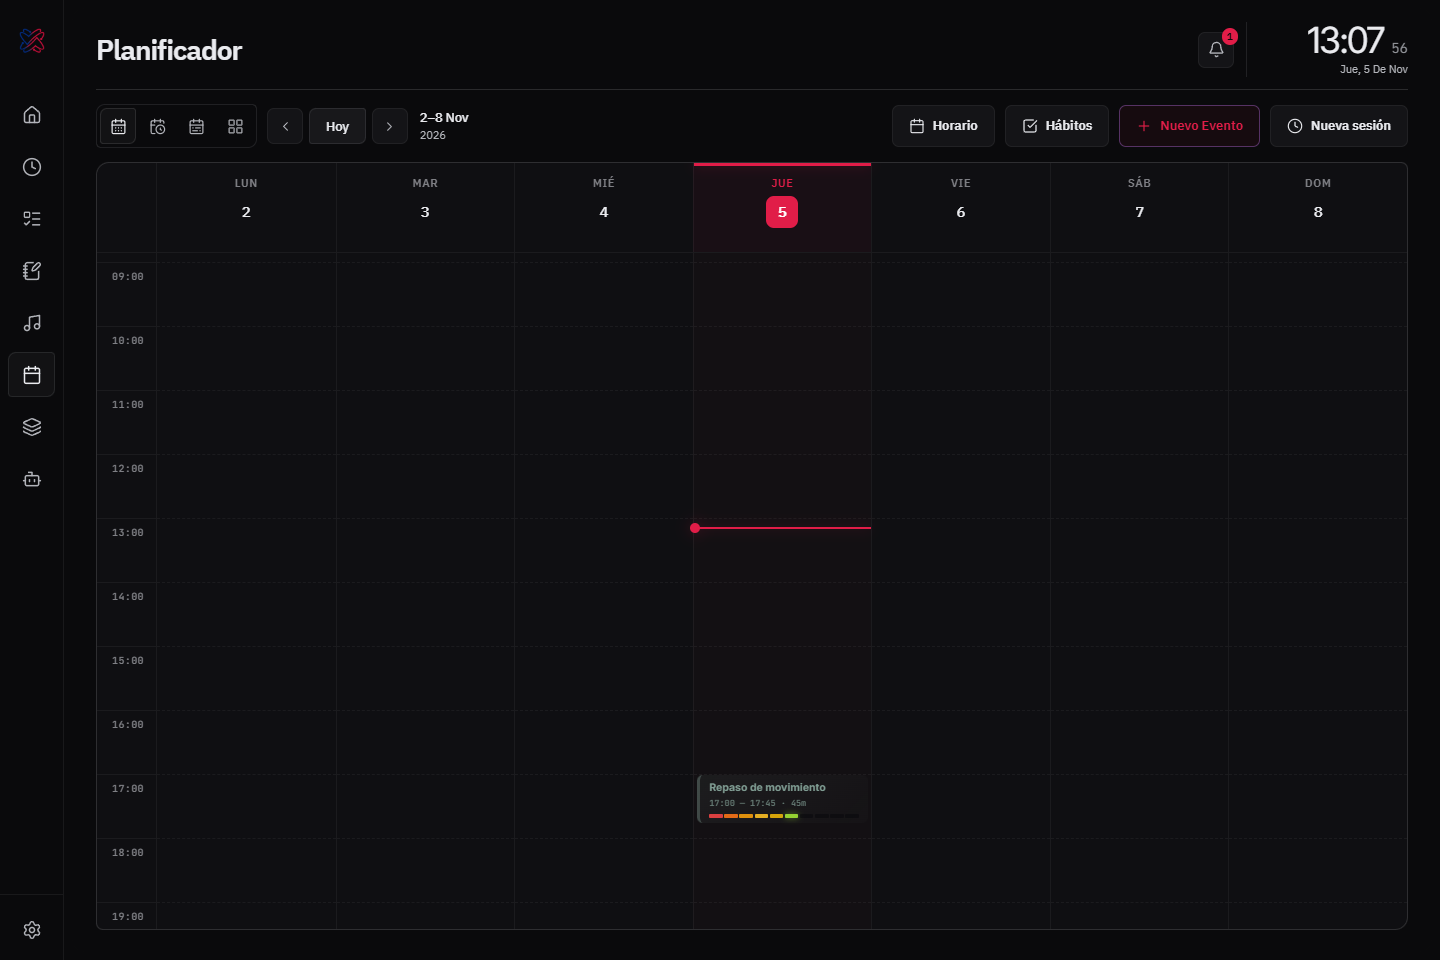 Planificador
1
13:07 56
Jue, 5 De Nov
Hoy
2–8 Nov
2026
Horario
Hábitos
Nuevo Evento
Nueva sesión
LUN
2
MAR
3
MIÉ
4
JUE
5
VIE
6
SÁB
7
DOM
8
09:00
10:00
11:00
12:00
13:00
14:00
15:00
16:00
17:00
Repaso de movimiento
17:00 – 17:45 · 45m
18:00
19:00